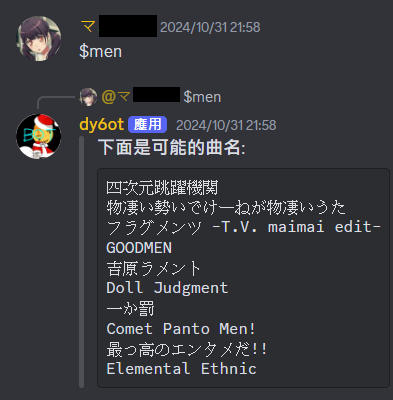 マ 2024/10/31 21:58
$men
@マ $men
dy6ot 應用 2024/10/31 21:58
下面是可能的曲名:
四次元跳躍機関
物凄い勢いでけーねが物凄いうた
フラグメンツ -T.V. maimai edit-
GOODMEN
吉原ラメント
Doll Judgment
一か罰
Comet Panto Men!
最っ高のエンタメだ!!
Elemental Ethnic